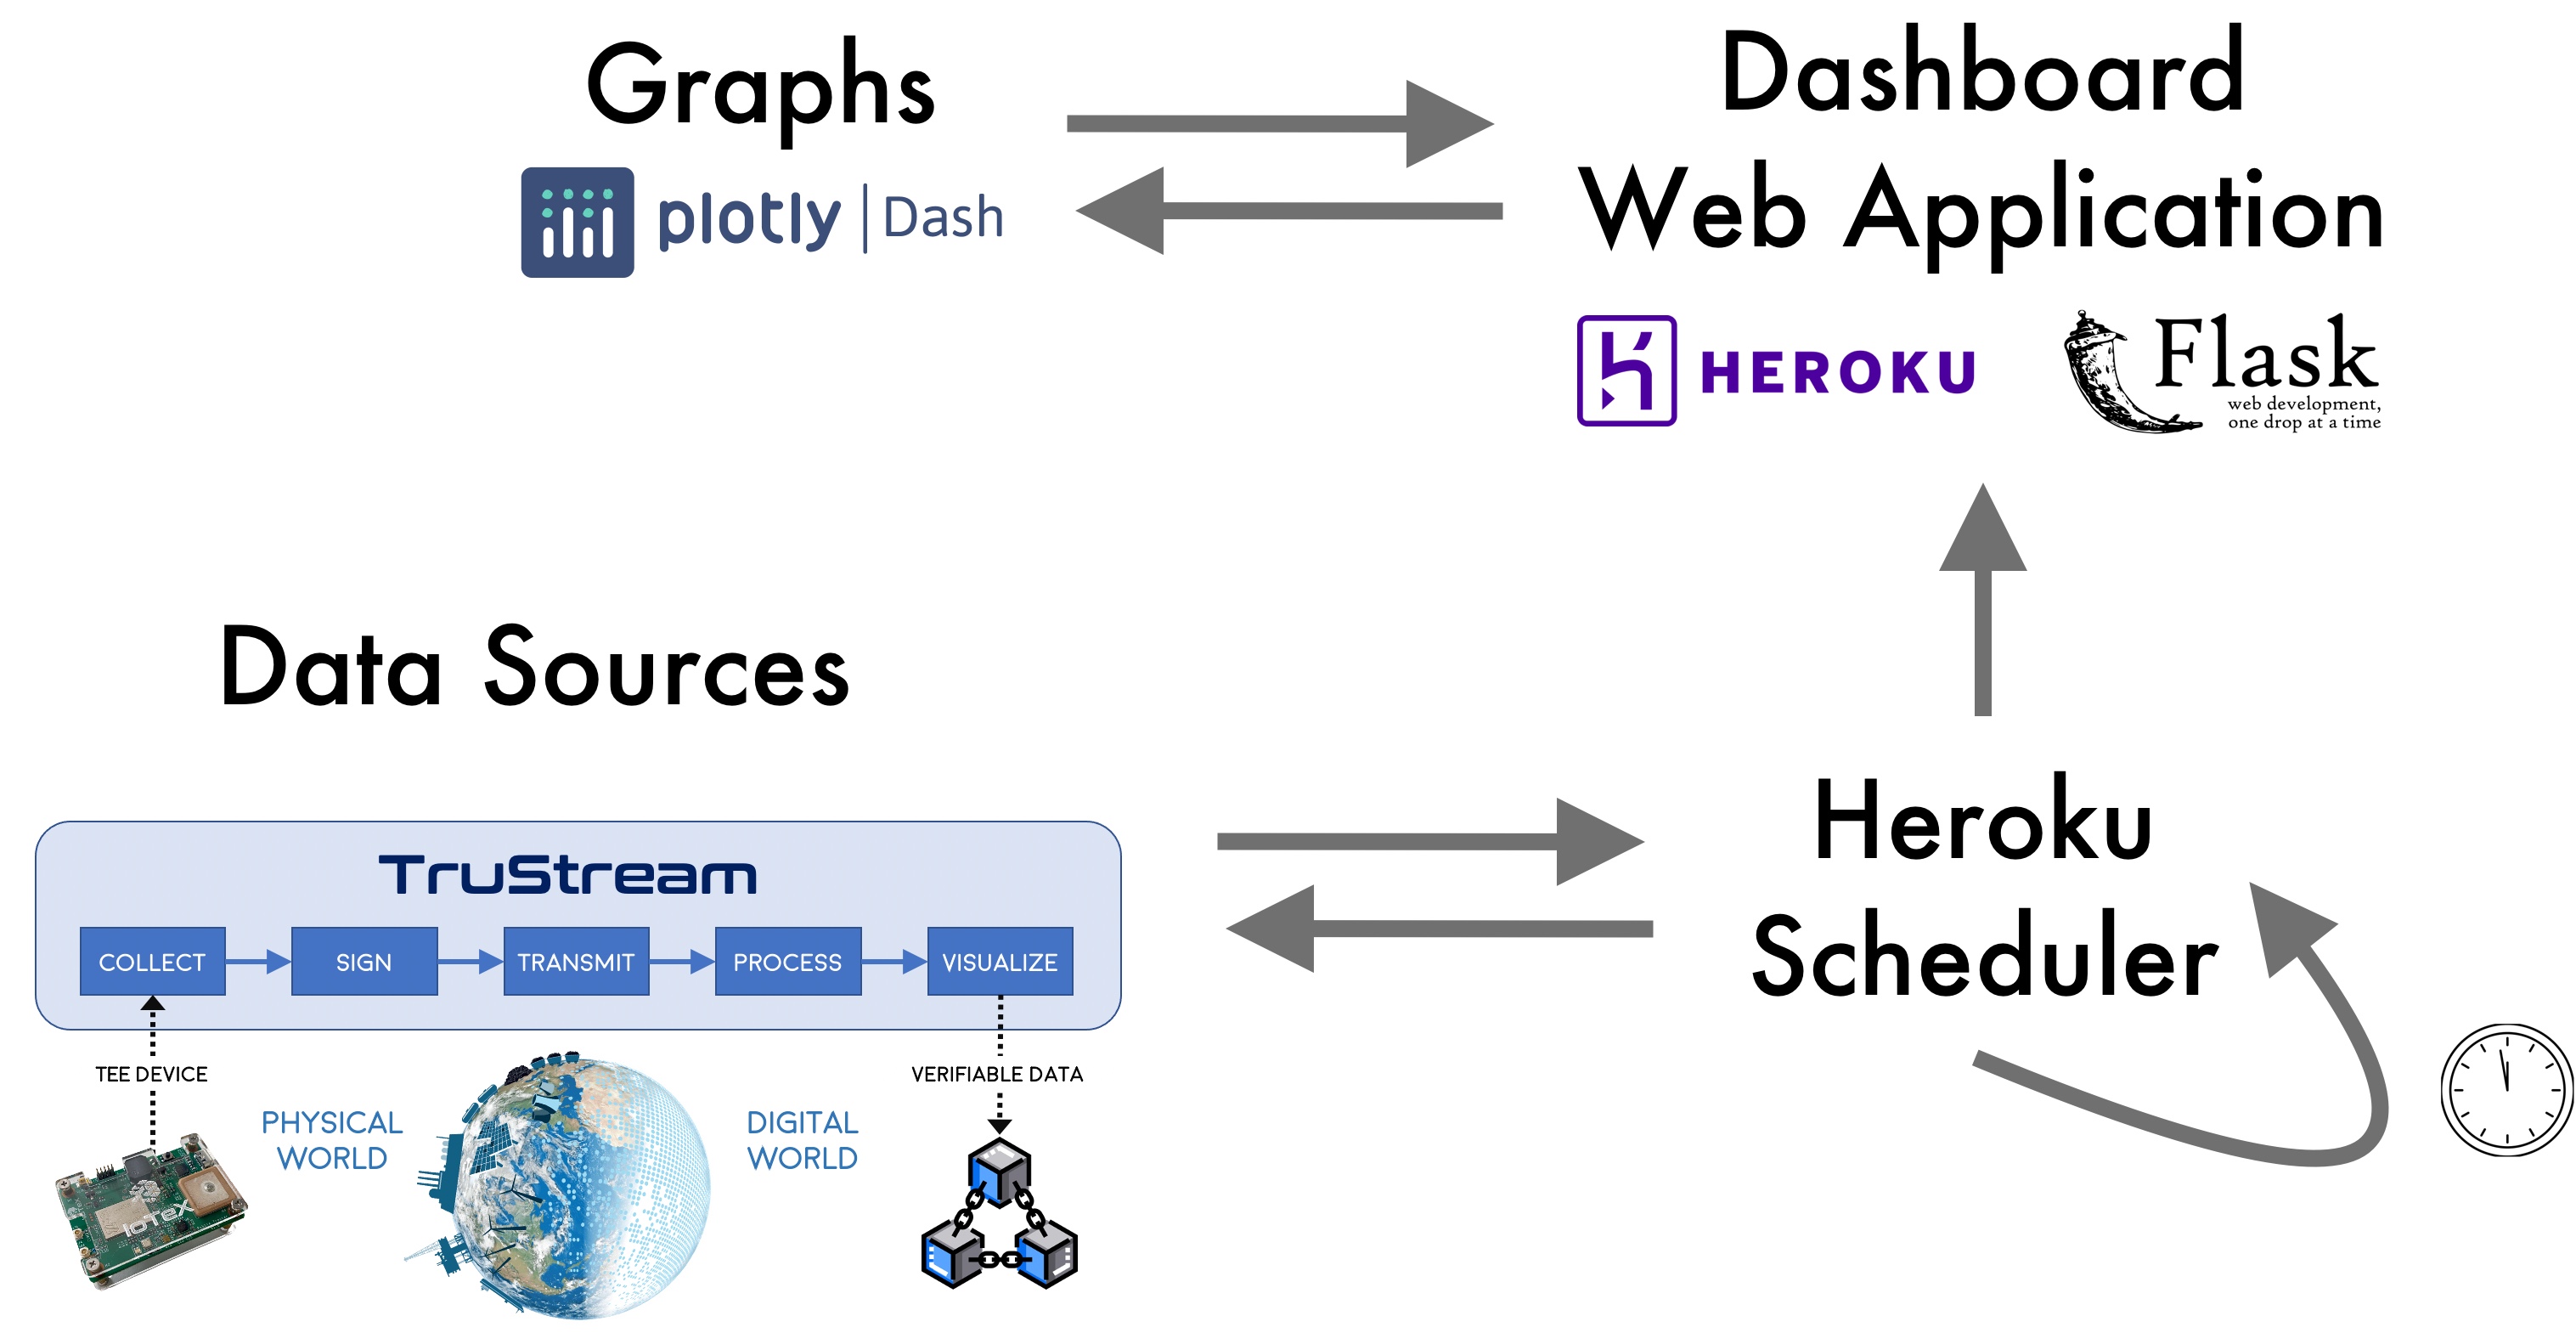 Graphs
plotly | Dash
Dashboard
Web Application
HEROKU
Flask
web development,
one drop at a time
Data Sources
TruStream
COLLECT
SIGN
TRANSMIT
PROCESS
VISUALIZE
TEE DEVICE
VERIFIABLE DATA
PHYSICAL
WORLD
DIGITAL
WORLD
IoTeX
Heroku
Scheduler